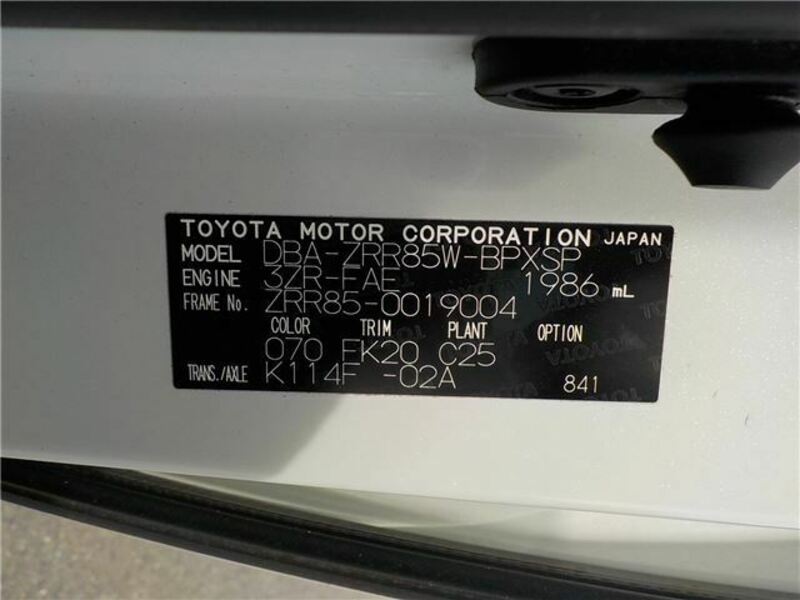 TOYOTA MOTOR CORPORATION JAPAN
MODEL DBA-ZRR85W-BPXSP
ENGINE 3ZR-FAE 1986 mL
FRAME No. ZRR85-0019004
COLOR TRIM PLANT OPTION
070 FK20 C25
TRANS./AXLE K114F -02A 841